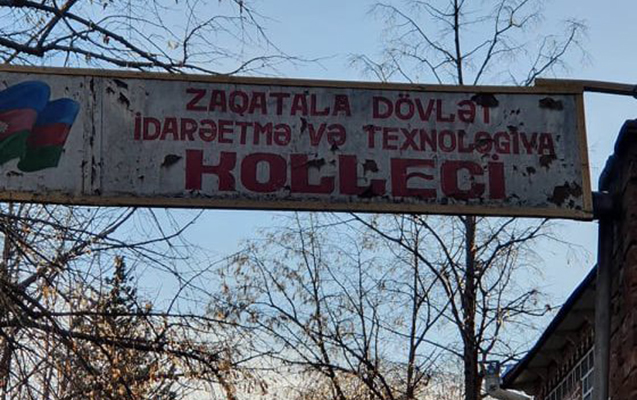 ZAQATALA DÖVLƏT
İDARƏETMƏ VƏ TEXNOLOGİYA
KOLLECİ